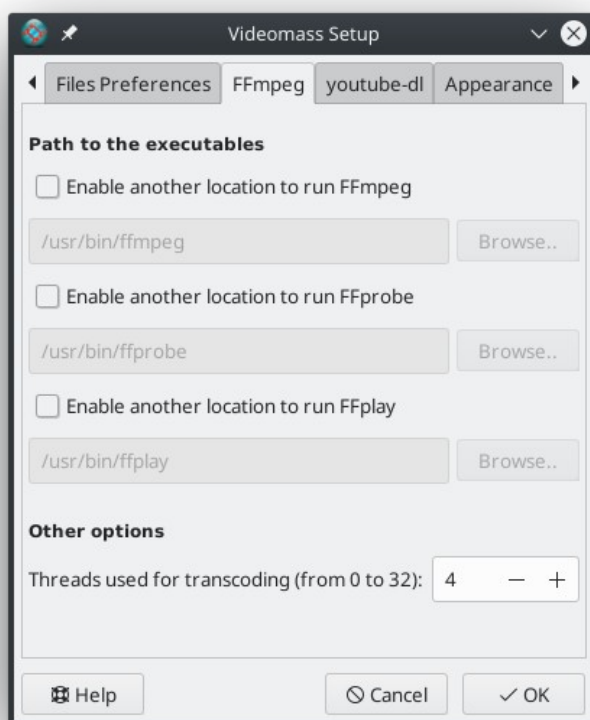 Videomass Setup
Files Preferences FFmpeg youtube-dl Appearance
Path to the executables
Enable another location to run FFmpeg
/usr/bin/ffmpeg Browse..
Enable another location to run FFprobe
/usr/bin/ffprobe Browse..
Enable another location to run FFplay
/usr/bin/ffplay Browse..
Other options
Threads used for transcoding (from 0 to 32): 4
Help Cancel OK